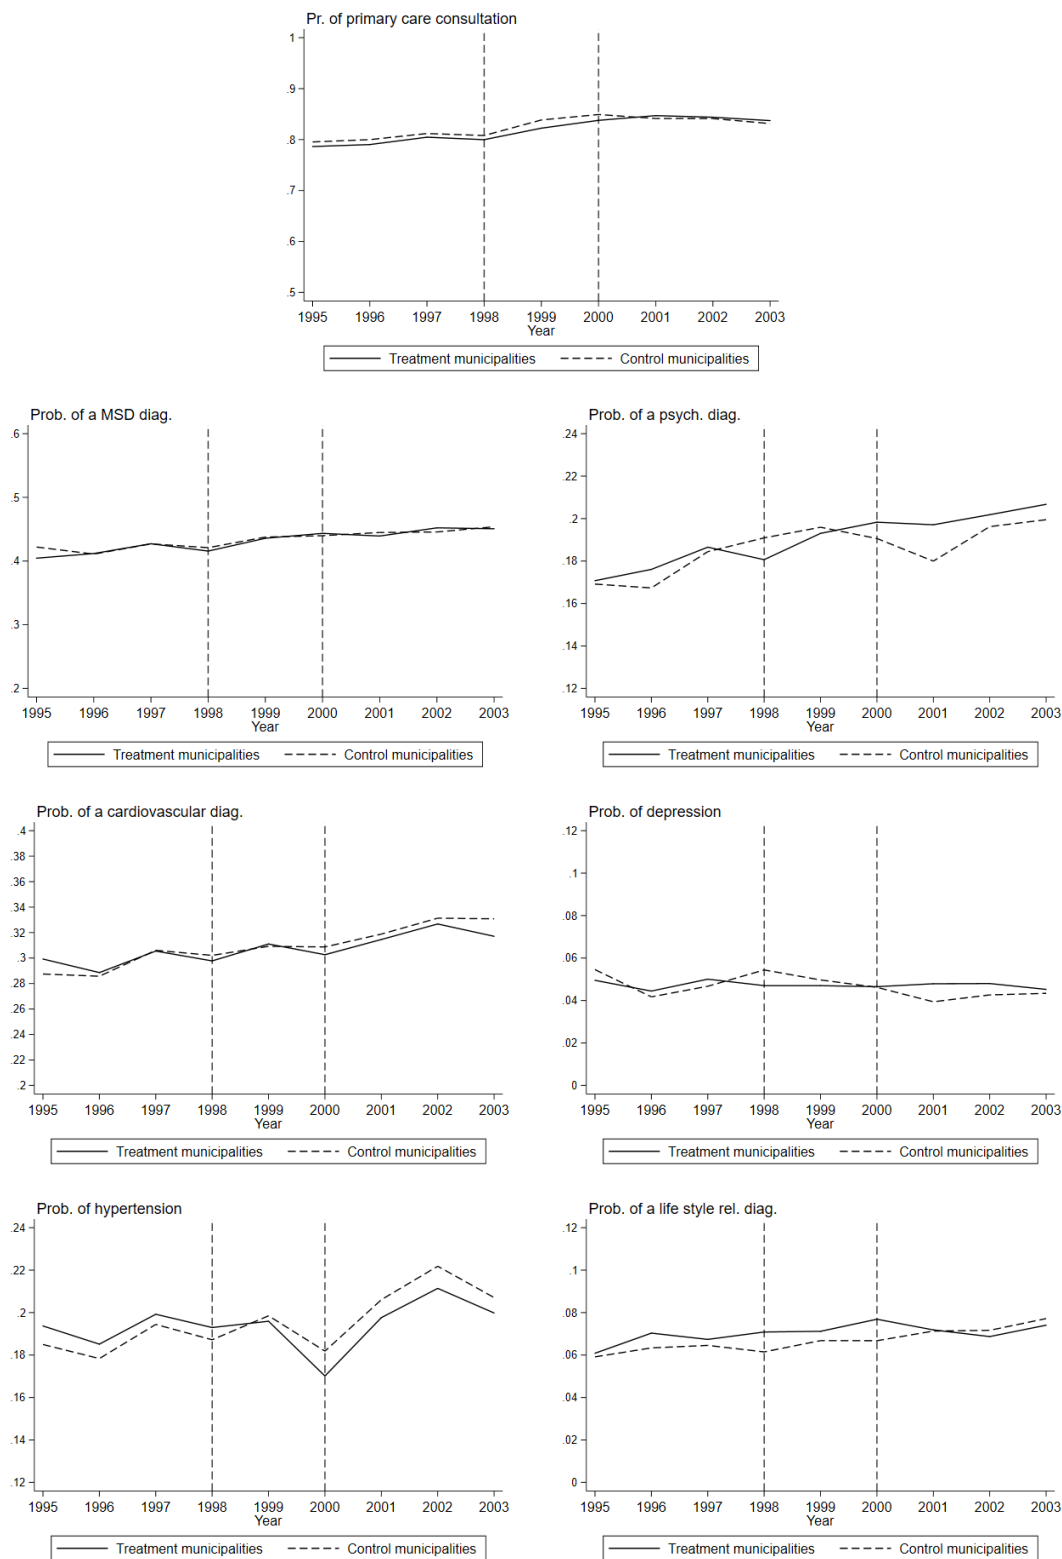 Pr. of primary care consultation
1
.9
.8
.7
.6
.5
1995 1996 1997 1998 1999 2000 2001 2002 2003
Year
Treatment municipalities Control municipalities
Prob. of a MSD diag.
.6
.5
.4
.3
.2
1995 1996 1997 1998 1999 2000 2001 2002 2003
Year
Treatment municipalities Control municipalities
Prob. of a psych. diag.
.24
.22
.2
.18
.16
.14
.12
1995 1996 1997 1998 1999 2000 2001 2002 2003
Year
Treatment municipalities Control municipalities
Prob. of a cardiovascular diag.
.4
.38
.36
.34
.32
.3
.28
.26
.24
.22
.2
1995 1996 1997 1998 1999 2000 2001 2002 2003
Year
Treatment municipalities Control municipalities
Prob. of depression
.12
.1
.08
.06
.04
.02
0
1995 1996 1997 1998 1999 2000 2001 2002 2003
Year
Treatment municipalities Control municipalities
Prob. of hypertension
.24
.22
.2
.18
.16
.14
.12
1995 1996 1997 1998 1999 2000 2001 2002 2003
Year
Treatment municipalities Control municipalities
Prob. of a life style rel. diag.
.12
.1
.08
.06
.04
.02
0
1995 1996 1997 1998 1999 2000 2001 2002 2003
Year
Treatment municipalities Control municipalities